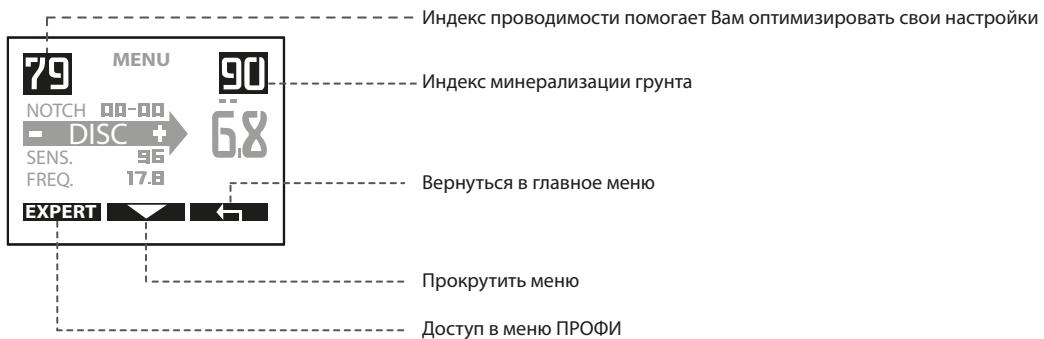 Индекс проводимости помогает Вам оптимизировать свои настройки
79 MENU 90
Индекс минерализации грунта
NOTCH 00-00
- DISC + 6.8
SENS. 96
FREQ. 17.8
Вернуться в главное меню
EXPERT
Прокрутить меню
Доступ в меню ПРОФИ